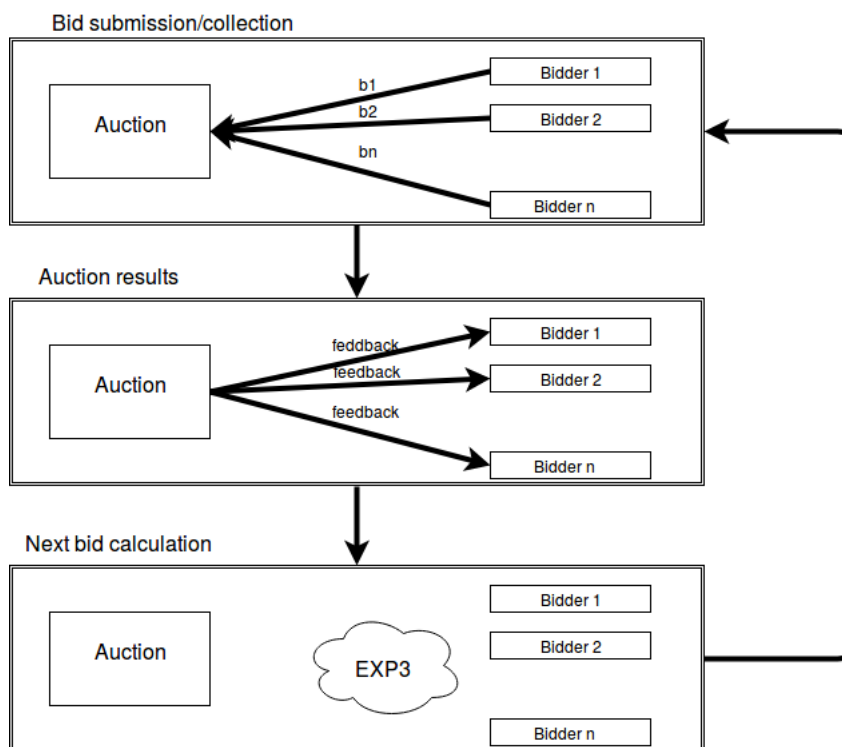 Bid submission/collection
Auction
b1
b2
bn
Bidder 1
Bidder 2
Bidder n
Auction results
Auction
feddback
feedback
feedback
Bidder 1
Bidder 2
Bidder n
Next bid calculation
Auction
EXP3
Bidder 1
Bidder 2
Bidder n